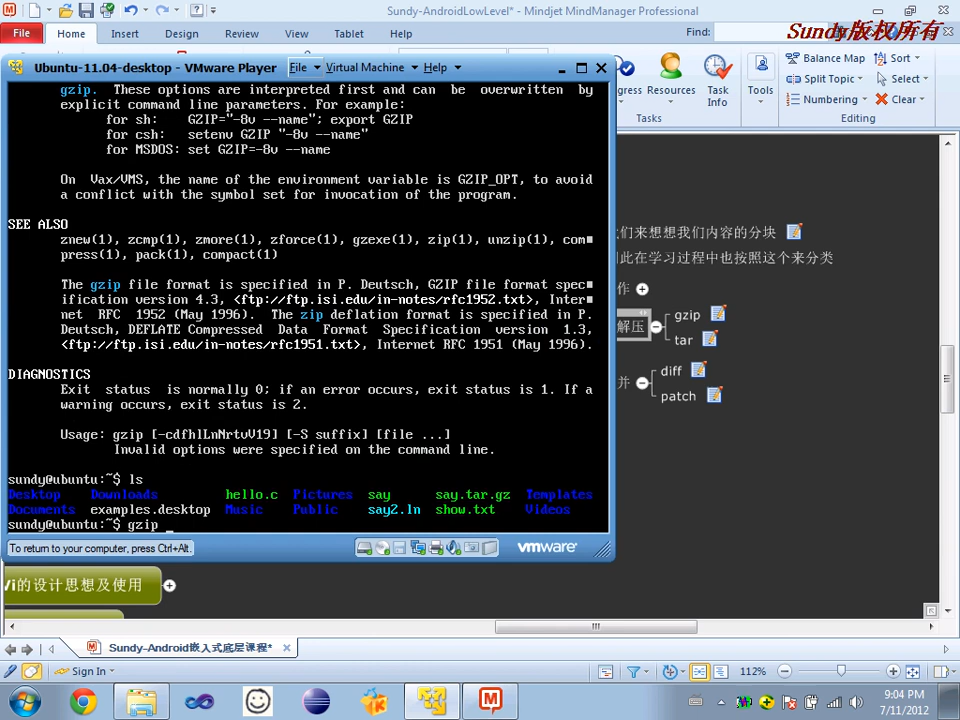 Sundy-AndroidLowLevel* - Mindjet MindManager Professional
File
Home
Insert
Design
Review
View
Tablet
Help
Find:
Sundy版权所有
Ubuntu-11.04-desktop - VMware Player
File
Virtual Machine
Help
gress
Resources
Task
Info
Tasks
Tools
Balance Map
Split Topic
Numbering
Sort
Select
Clear
Editing
gzip. These options are interpreted first and can be overwritten by
explicit command line parameters. For example:
for sh: GZIP="-8v --name"; export GZIP
for csh: setenv GZIP "-8v --name"
for MSDOS: set GZIP=-8v --name
On Vax/VMS, the name of the environment variable is GZIP_OPT, to avoid
a conflict with the symbol set for invocation of the program.
SEE ALSO
znew(1), zcmp(1), zmore(1), zforce(1), gzexe(1), zip(1), unzip(1), com
press(1), pack(1), compact(1)
The gzip file format is specified in P. Deutsch, GZIP file format spec
ification version 4.3, <ftp://ftp.isi.edu/in-notes/rfc1952.txt>, Inter
net RFC 1952 (May 1996). The zip deflation format is specified in P.
Deutsch, DEFLATE Compressed Data Format Specification version 1.3,
<ftp://ftp.isi.edu/in-notes/rfc1951.txt>, Internet RFC 1951 (May 1996).
DIAGNOSTICS
Exit status is normally 0; if an error occurs, exit status is 1. If a
warning occurs, exit status is 2.
Usage: gzip [-cdfhlLnNrtvV19] [-S suffix] [file ...]
Invalid options were specified on the command line.
sundy@ubuntu:~$ ls
Desktop Downloads hello.c Pictures say say.tar.gz Templates
Documents examples.desktop Music Public say2.ln show.txt Videos
sundy@ubuntu:~$ gzip _
To return to your computer, press Ctrl+Alt.
vmware
们来想想我们内容的分块
此在学习过程中也按照这个来分类
作
解压
gzip
tar
并
diff
patch
Vi的设计思想及使用
Sundy-Android嵌入式底层课程*
Sign In
112%
9:04 PM
7/11/2012